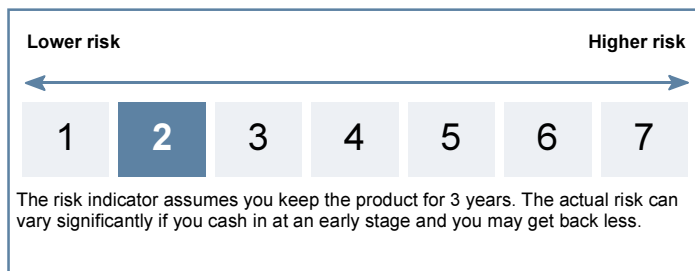 Lower risk Higher risk
1 2 3 4 5 6 7
The risk indicator assumes you keep the product for 3 years. The actual risk can
vary significantly if you cash in at an early stage and you may get back less.